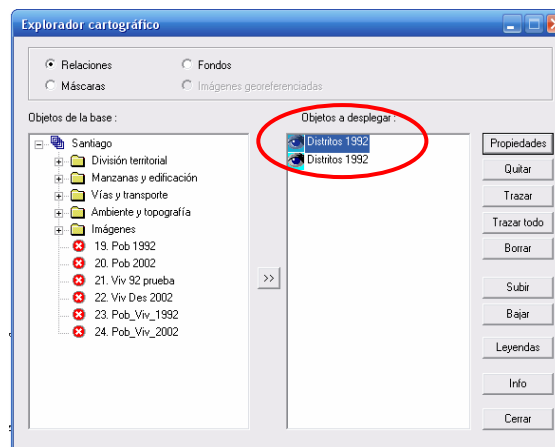 Explorador cartográfico
Relaciones Fondos
Máscaras Imágenes georeferenciadas
Objetos de la base : Objetos a desplegar :
Santiago
División territorial
Manzanas y edificación
Vías y transporte
Ambiente y topografía
Imágenes
19. Pob 1992
20. Pob 2002
21. Viv 92 prueba
22. Viv Des 2002
23. Pob_Viv_1992
24. Pob_Viv_2002
>>
Distritos 1992
Distritos 1992
Propiedades
Quitar
Trazar
Trazar todo
Borrar
Subir
Bajar
Leyendas
Info
Cerrar